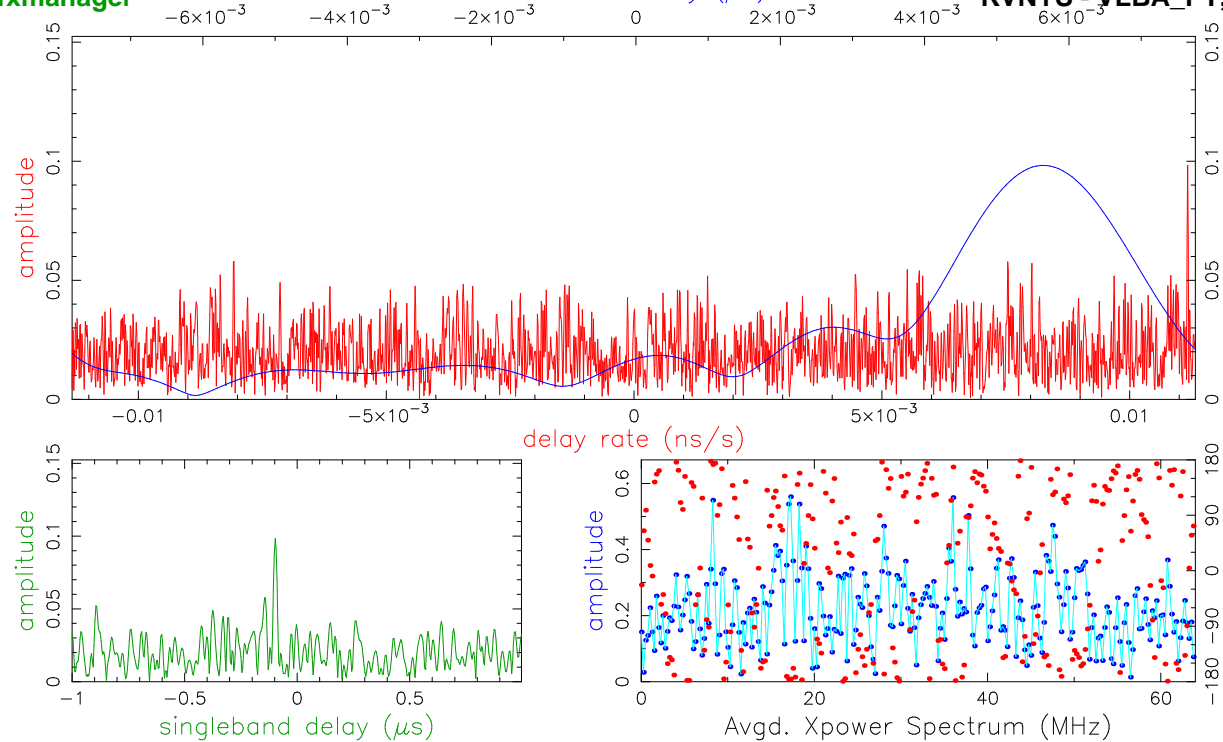 −6×10⁻³ −4×10⁻³ −2×10⁻³ 0 2×10⁻³ 4×10⁻³ 6×10⁻³
0.15 0.15
0.1 0.1
amplitude
0.05 0.05
0 0
−0.01 −5×10⁻³ 0 5×10⁻³ 0.01
delay rate (ns/s)
0.15
0.1
amplitude
0.05
0
−1 −0.5 0 0.5
singleband delay (μs)
0.6 180
90
0.4
amplitude
0
0.2
−90
0 −180
0 20 40 60
Avgd. Xpower Spectrum (MHz)